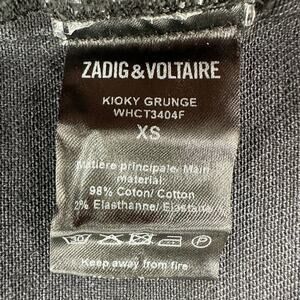 ZADIG&VOLTAIRE
KIOKY GRUNGE
WHCT3404F
XS
Matière principale/ Main
material:
98% Coton/ Cotton
2% Elasthanne/ Elastane
30 P
Keep away from fire